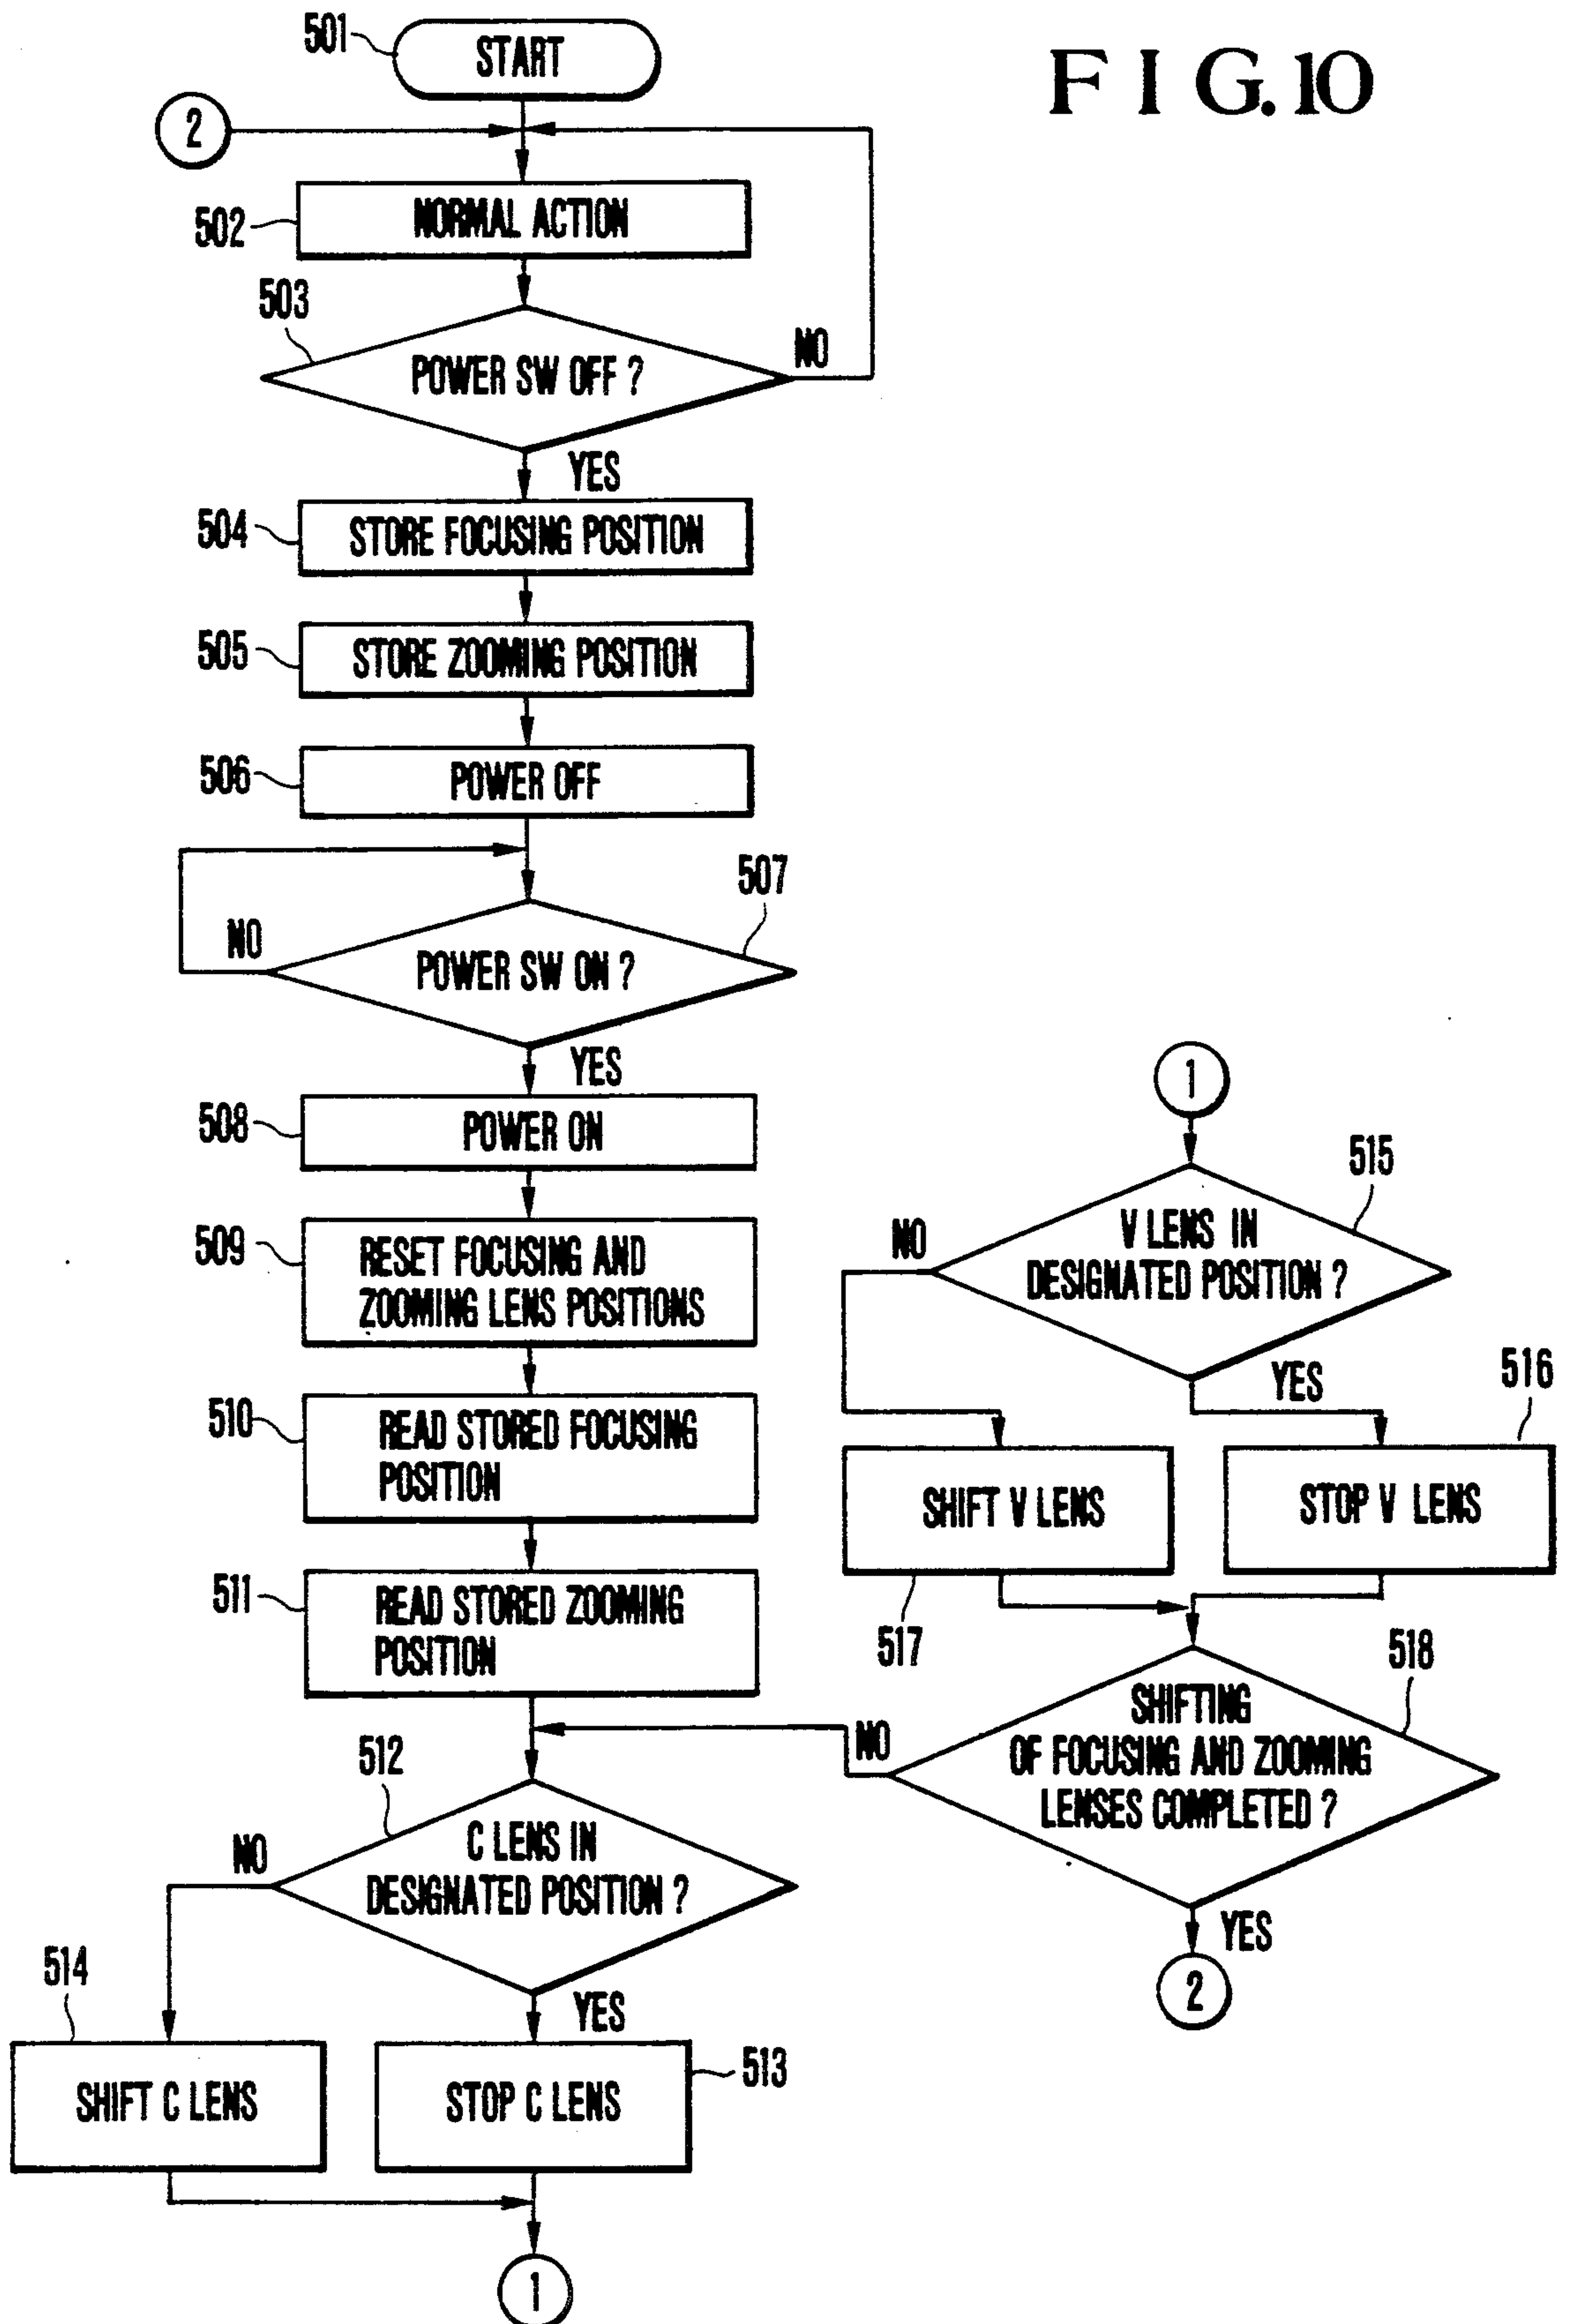 FIG.10
501
START
2
502
NORMAL ACTION
503
POWER SW OFF ?
NO
YES
504
STORE FOCUSING POSITION
505
STORE ZOOMING POSITION
506
POWER OFF
507
NO
POWER SW ON ?
YES
508
POWER ON
509
RESET FOCUSING AND
ZOOMING LENS POSITIONS
510
READ STORED FOCUSING
POSITION
511
READ STORED ZOOMING
POSITION
512
C LENS IN
DESIGNATED POSITION ?
NO
YES
514
SHIFT C LENS
STOP C LENS
513
1
1
515
V LENS IN
DESIGNATED POSITION ?
NO
YES
516
SHIFT V LENS
STOP V LENS
517
518
SHIFTING
OF FOCUSING AND ZOOMING
LENSES COMPLETED ?
NO
YES
2